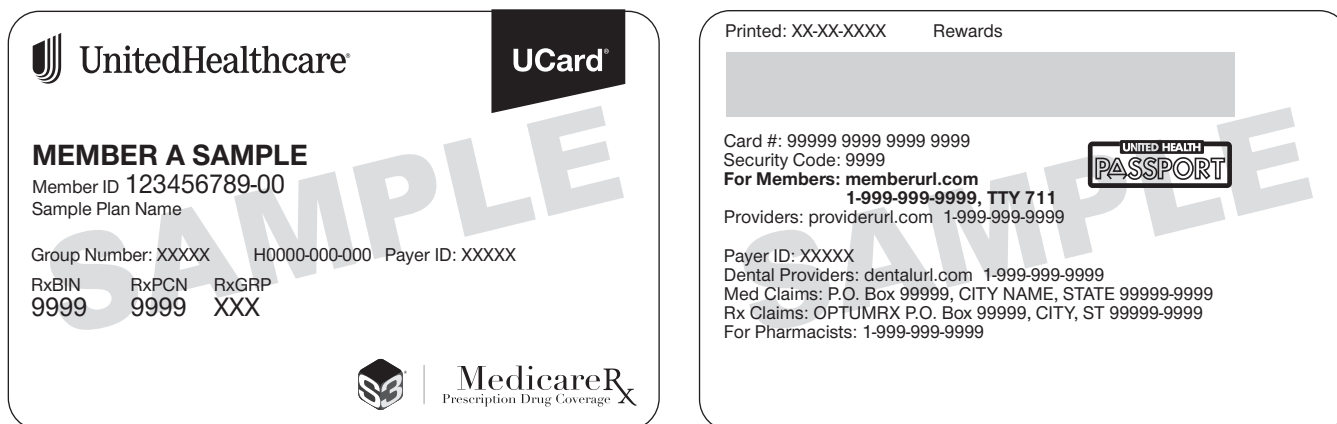 UnitedHealthcare®
UCard®
MEMBER A SAMPLE
Member ID 123456789-00
Sample Plan Name
Group Number: XXXXX H0000-000-000 Payer ID: XXXXX
RxBIN RxPCN RxGRP
9999 9999 XXX
SAMPLE
S3
MedicareRx
Prescription Drug Coverage
Printed: XX-XX-XXXX Rewards
Card #: 99999 9999 9999 9999
Security Code: 9999
For Members: memberurl.com
1-999-999-9999, TTY 711
Providers: providerurl.com 1-999-999-9999
UNITED HEALTH
PASSPORT
Payer ID: XXXXX
Dental Providers: dentalurl.com 1-999-999-9999
Med Claims: P.O. Box 99999, CITY NAME, STATE 99999-9999
Rx Claims: OPTUMRX P.O. Box 99999, CITY, ST 99999-9999
For Pharmacists: 1-999-999-9999
SAMPLE